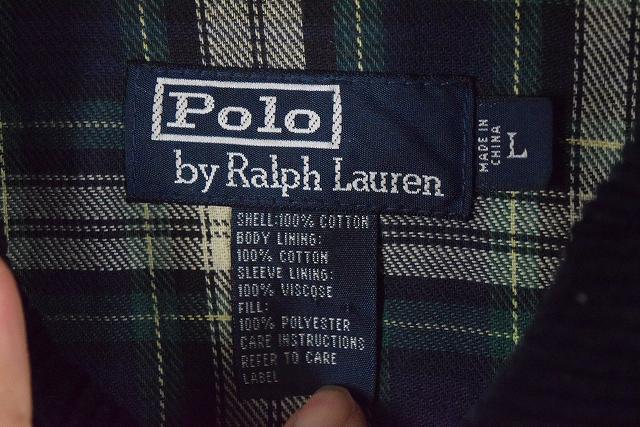 Polo
by Ralph Lauren
MADE IN
CHINA
L
SHELL:100% COTTON
BODY LINING:
100% COTTON
SLEEVE LINING:
100% VISCOSE
FILL:
100% POLYESTER
CARE INSTRUCTIONS
REFER TO CARE
LABEL